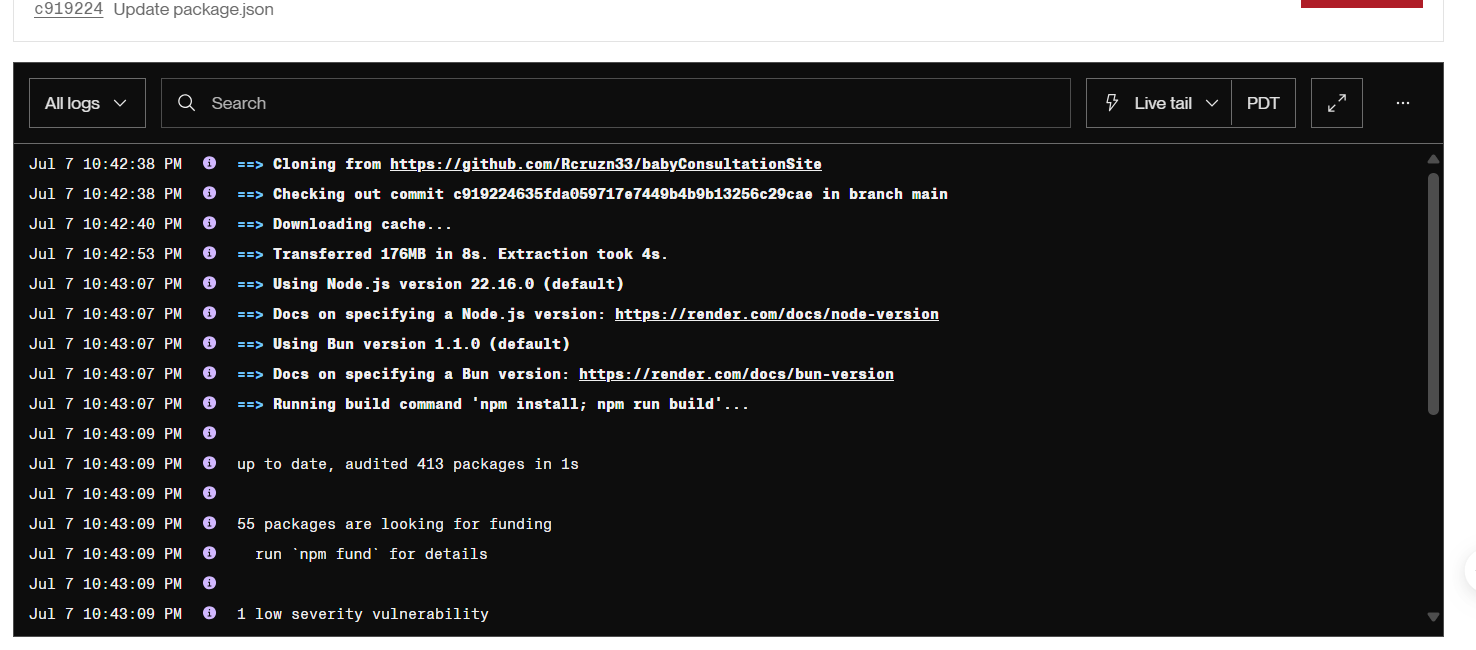 c919224 Update package.json
All logs Search Live tail PDT ...
Jul 7 10:42:38 PM ==> Cloning from https://github.com/Rcruzn33/babyConsultationSite
Jul 7 10:42:38 PM ==> Checking out commit c919224635fda059717e7449b4b9b13256c29cae in branch main
Jul 7 10:42:40 PM ==> Downloading cache...
Jul 7 10:42:53 PM ==> Transferred 176MB in 8s. Extraction took 4s.
Jul 7 10:43:07 PM ==> Using Node.js version 22.16.0 (default)
Jul 7 10:43:07 PM ==> Docs on specifying a Node.js version: https://render.com/docs/node-version
Jul 7 10:43:07 PM ==> Using Bun version 1.1.0 (default)
Jul 7 10:43:07 PM ==> Docs on specifying a Bun version: https://render.com/docs/bun-version
Jul 7 10:43:07 PM ==> Running build command 'npm install; npm run build'...
Jul 7 10:43:09 PM
Jul 7 10:43:09 PM up to date, audited 413 packages in 1s
Jul 7 10:43:09 PM
Jul 7 10:43:09 PM 55 packages are looking for funding
Jul 7 10:43:09 PM run `npm fund` for details
Jul 7 10:43:09 PM
Jul 7 10:43:09 PM 1 low severity vulnerability